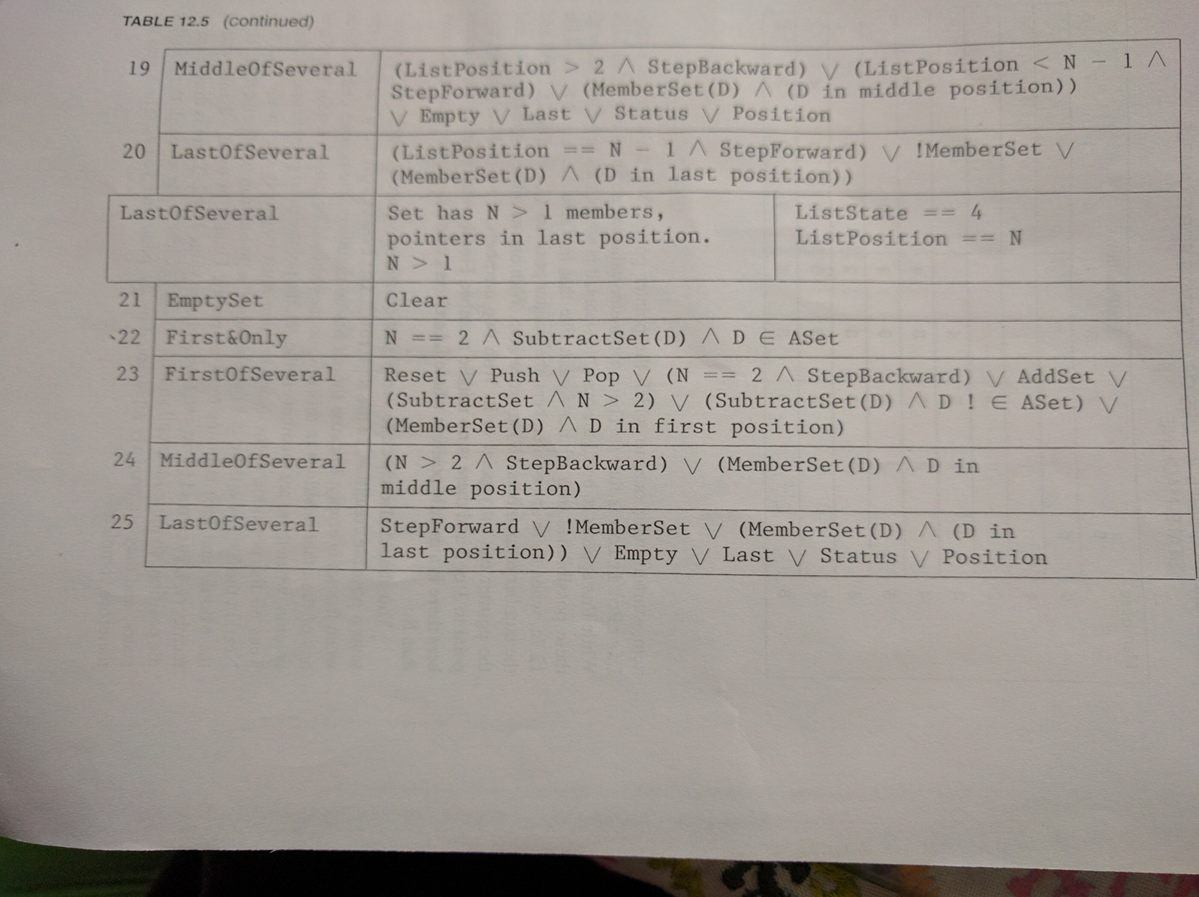 TABLE 12.5 (continued)
19 MiddleOfSeveral (ListPosition > 2 ∧ StepBackward) ∨ (ListPosition < N - 1 ∧
StepForward) ∨ (MemberSet(D) ∧ (D in middle position))
∨ Empty ∨ Last ∨ Status ∨ Position
20 LastOfSeveral (ListPosition == N - 1 ∧ StepForward) ∨ !MemberSet ∨
(MemberSet(D) ∧ (D in last position))
LastOfSeveral Set has N > 1 members, ListState == 4
pointers in last position. ListPosition == N
N > 1
21 EmptySet Clear
22 First&Only N == 2 ∧ SubtractSet(D) ∧ D ∈ ASet
23 FirstOfSeveral Reset ∨ Push ∨ Pop ∨ (N == 2 ∧ StepBackward) ∨ AddSet ∨
(SubtractSet ∧ N > 2) ∨ (SubtractSet(D) ∧ D ! ∈ ASet) ∨
(MemberSet(D) ∧ D in first position)
24 MiddleOfSeveral (N > 2 ∧ StepBackward) ∨ (MemberSet(D) ∧ D in
middle position)
25 LastOfSeveral StepForward ∨ !MemberSet ∨ (MemberSet(D) ∧ (D in
last position)) ∨ Empty ∨ Last ∨ Status ∨ Position